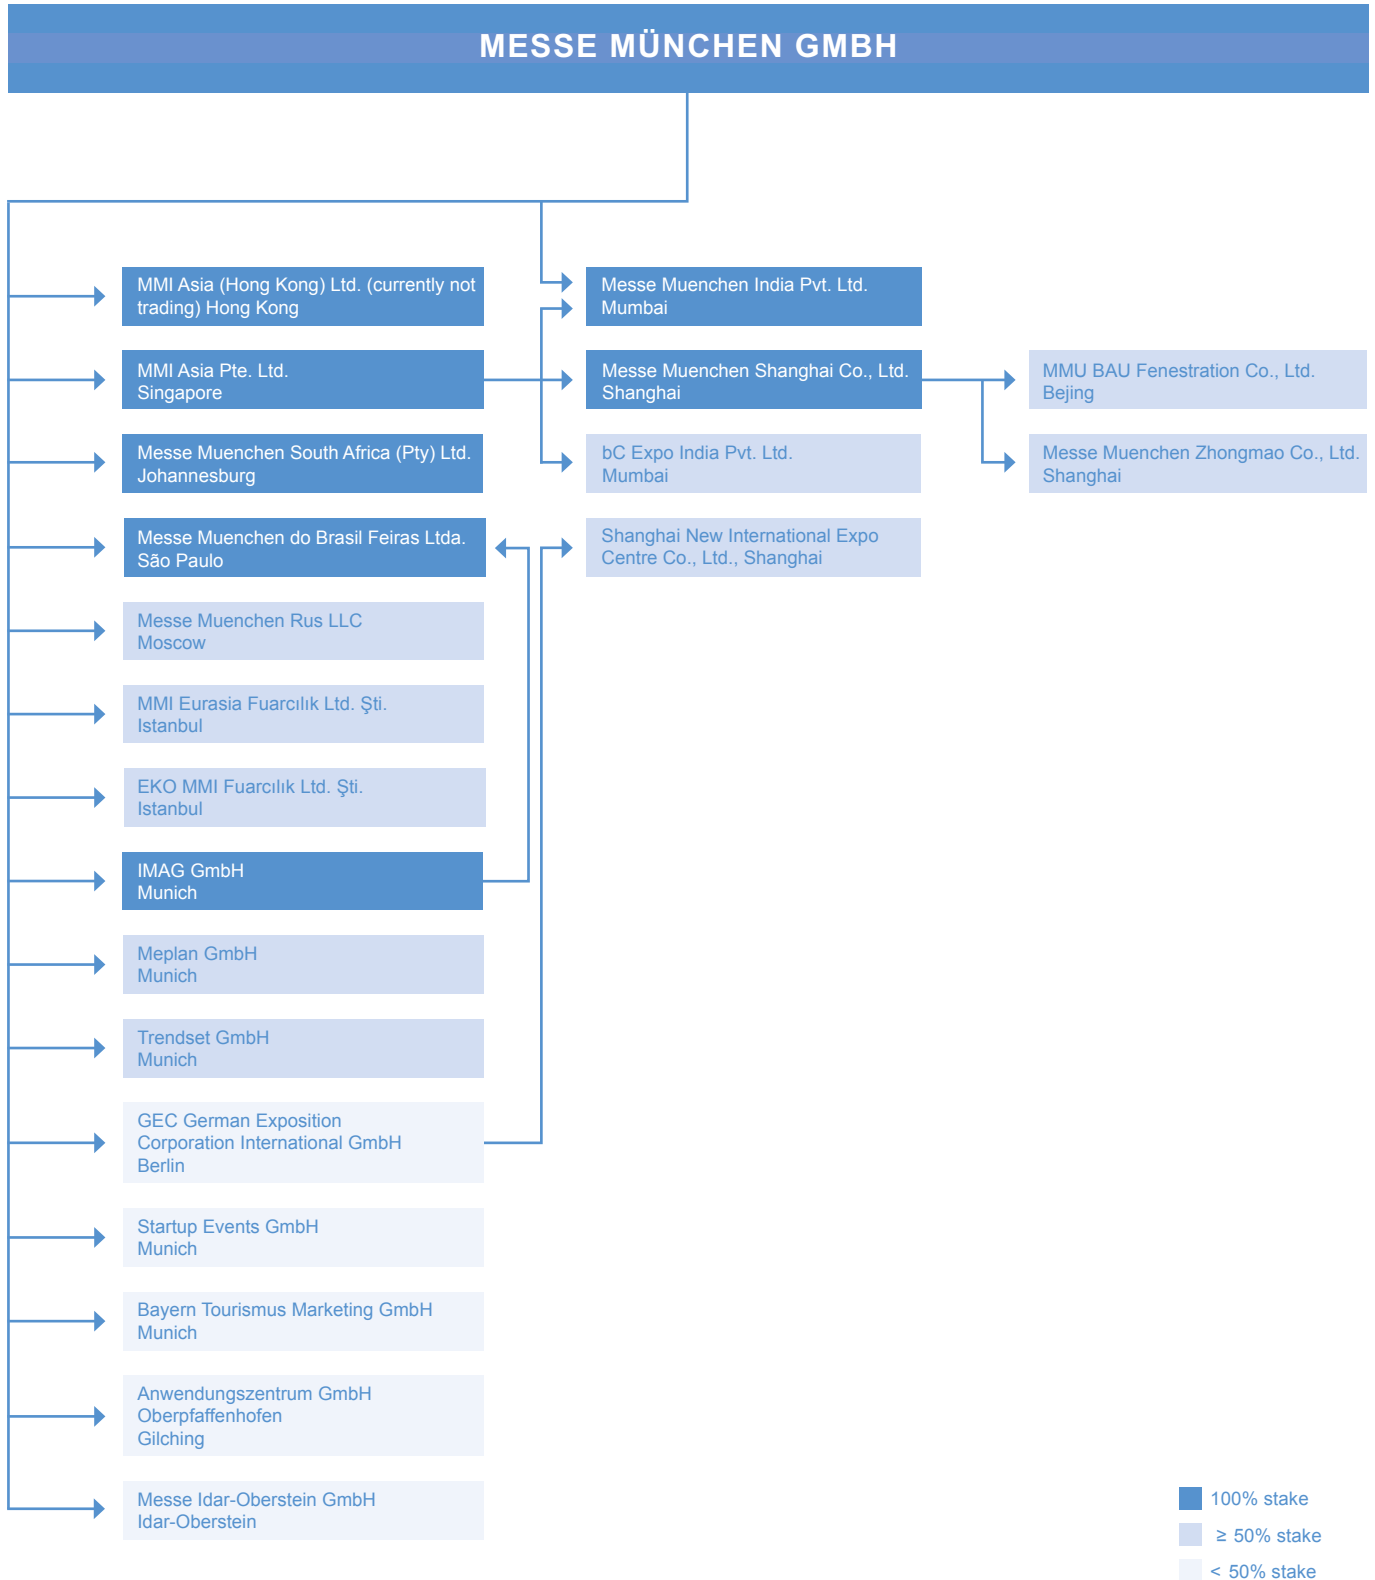 MESSE MÜNCHEN GMBH
MMI Asia (Hong Kong) Ltd. (currently not
trading) Hong Kong
MMI Asia Pte. Ltd.
Singapore
Messe Muenchen South Africa (Pty) Ltd.
Johannesburg
Messe Muenchen do Brasil Feiras Ltda.
São Paulo
Messe Muenchen Rus LLC
Moscow
MMI Eurasia Fuarcılık Ltd. Şti.
Istanbul
EKO MMI Fuarcılık Ltd. Şti.
Istanbul
IMAG GmbH
Munich
Meplan GmbH
Munich
Trendset GmbH
Munich
GEC German Exposition
Corporation International GmbH
Berlin
Startup Events GmbH
Munich
Bayern Tourismus Marketing GmbH
Munich
Anwendungszentrum GmbH
Oberpfaffenhofen
Gilching
Messe Idar-Oberstein GmbH
Idar-Oberstein
Messe Muenchen India Pvt. Ltd.
Mumbai
Messe Muenchen Shanghai Co., Ltd.
Shanghai
bC Expo India Pvt. Ltd.
Mumbai
Shanghai New International Expo
Centre Co., Ltd., Shanghai
MMU BAU Fenestration Co., Ltd.
Bejing
Messe Muenchen Zhongmao Co., Ltd.
Shanghai
100% stake
≥ 50% stake
< 50% stake